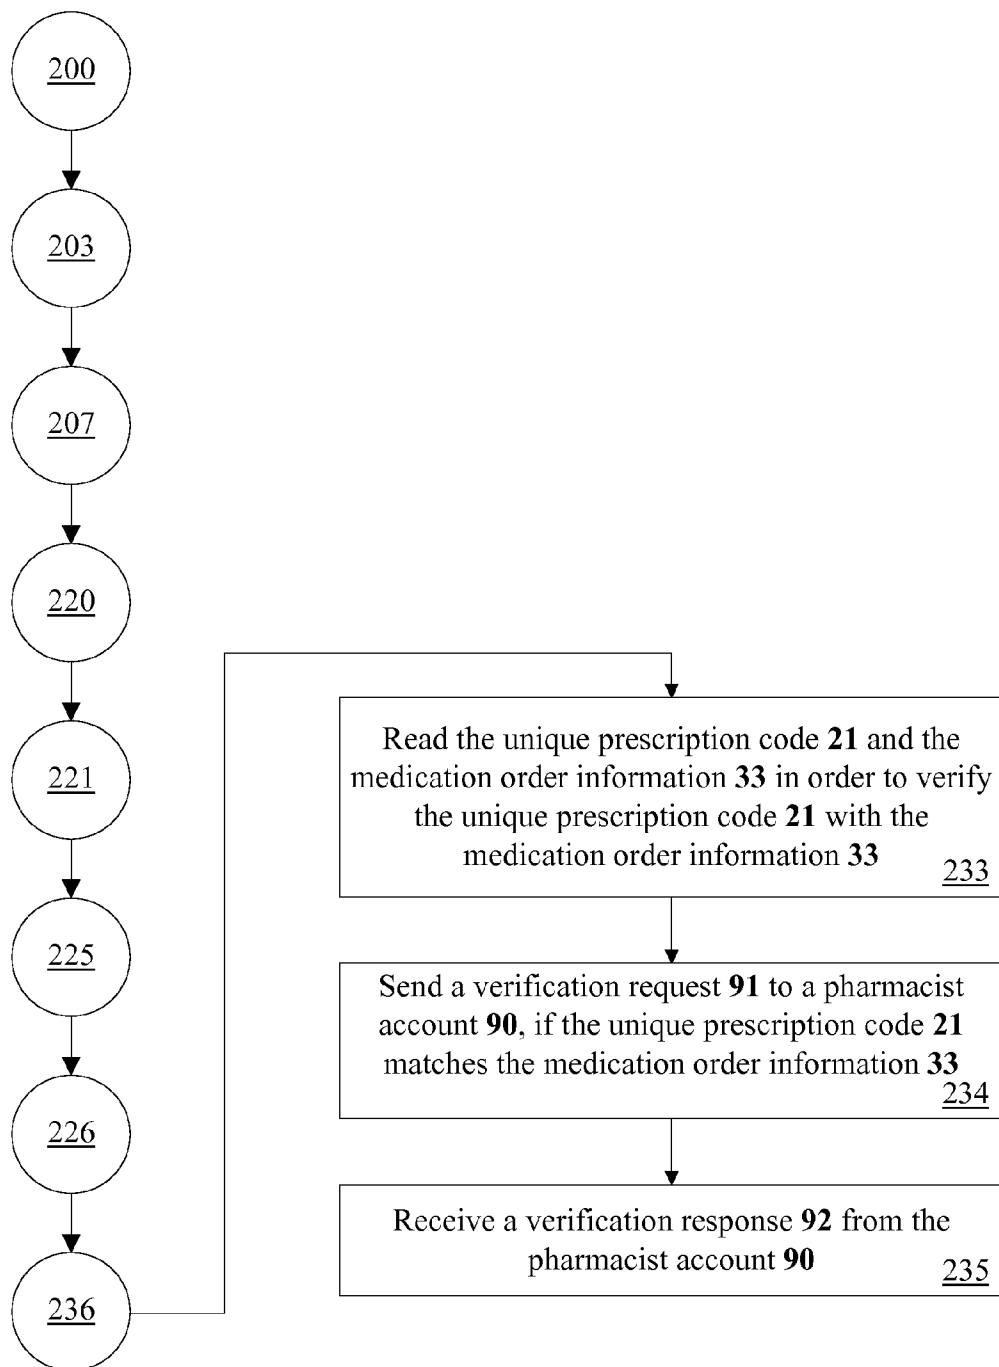 200
203
207
220
221
225
226
236
Read the unique prescription code 21 and the
medication order information 33 in order to verify
the unique prescription code 21 with the
medication order information 33
233
Send a verification request 91 to a pharmacist
account 90, if the unique prescription code 21
matches the medication order information 33
234
Receive a verification response 92 from the
pharmacist account 90
235